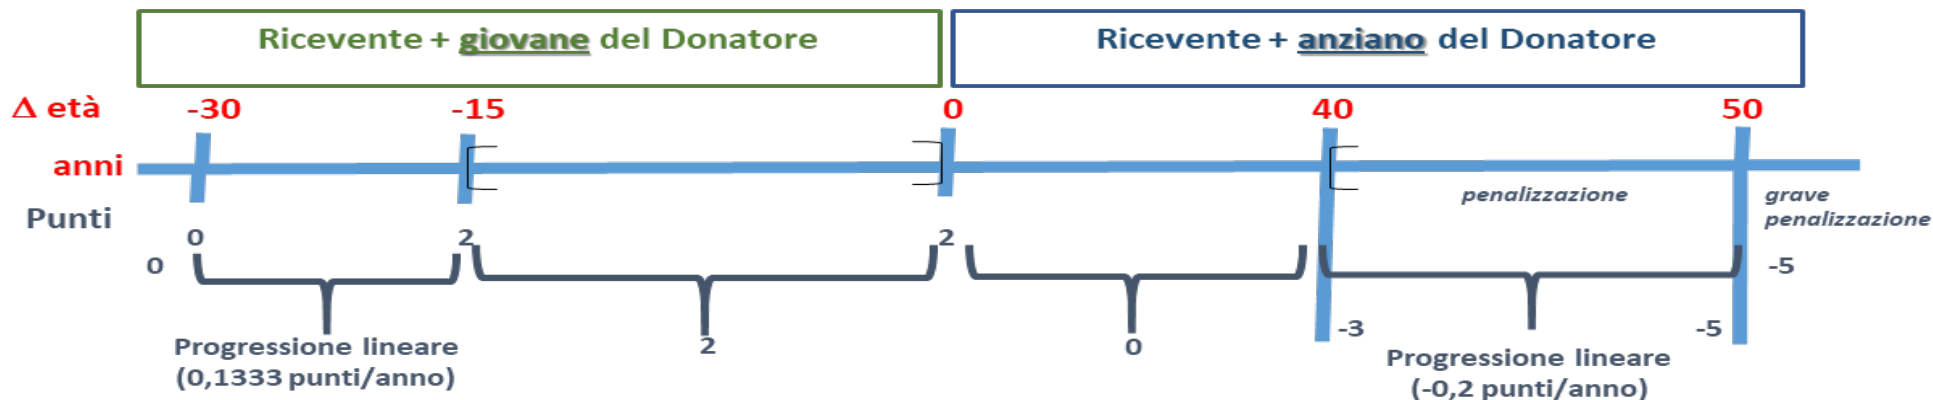 Ricevente + giovane del Donatore
Ricevente + anziano del Donatore
Δ età
-30
-15
0
40
50
anni
penalizzazione
grave
penalizzazione
Punti
0
2
2
0
-5
-3
-5
2
0
Progressione lineare
(0,1333 punti/anno)
Progressione lineare
(-0,2 punti/anno)